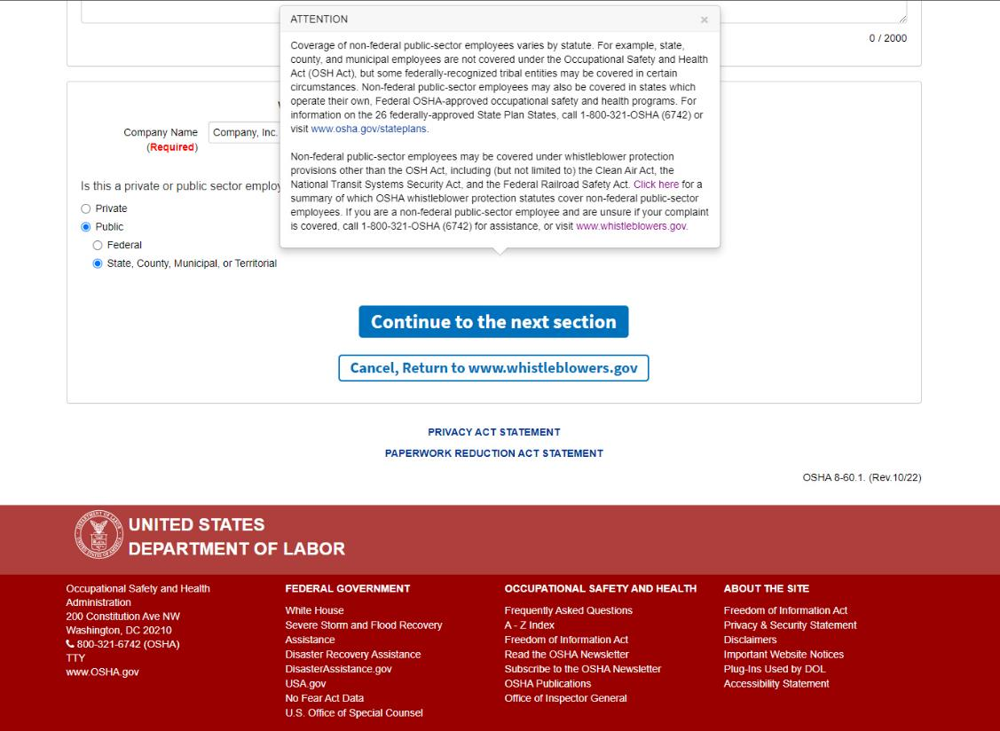 ATTENTION
×
Coverage of non-federal public-sector employees varies by statute. For example, state,
county, and municipal employees are not covered under the Occupational Safety and Health
Act (OSH Act), but some federally-recognized tribal entities may be covered in certain
circumstances. Non-federal public-sector employees may also be covered in states which
operate their own, Federal OSHA-approved occupational safety and health programs. For
information on the 26 federally-approved State Plan States, call 1-800-321-OSHA (6742) or
visit www.osha.gov/stateplans.
Non-federal public-sector employees may be covered under whistleblower protection
provisions other than the OSH Act, including (but not limited to) the Clean Air Act, the
National Transit Systems Security Act, and the Federal Railroad Safety Act. Click here for a
summary of which OSHA whistleblower protection statutes cover non-federal public-sector
employees. If you are a non-federal public-sector employee and are unsure if your complaint
is covered, call 1-800-321-OSHA (6742) for assistance, or visit www.whistleblowers.gov.
0 / 2000
Company Name
(Required)
Company, Inc.
Is this a private or public sector employ
Private
Public
Federal
State, County, Municipal, or Territorial
Continue to the next section
Cancel, Return to www.whistleblowers.gov
PRIVACY ACT STATEMENT
PAPERWORK REDUCTION ACT STATEMENT
OSHA 8-60.1. (Rev.10/22)
UNITED STATES
DEPARTMENT OF LABOR
Occupational Safety and Health
Administration
200 Constitution Ave NW
Washington, DC 20210
800-321-6742 (OSHA)
TTY
www.OSHA.gov
FEDERAL GOVERNMENT
White House
Severe Storm and Flood Recovery
Assistance
Disaster Recovery Assistance
DisasterAssistance.gov
USA.gov
No Fear Act Data
U.S. Office of Special Counsel
OCCUPATIONAL SAFETY AND HEALTH
Frequently Asked Questions
A - Z Index
Freedom of Information Act
Read the OSHA Newsletter
Subscribe to the OSHA Newsletter
OSHA Publications
Office of Inspector General
ABOUT THE SITE
Freedom of Information Act
Privacy & Security Statement
Disclaimers
Important Website Notices
Plug-Ins Used by DOL
Accessibility Statement